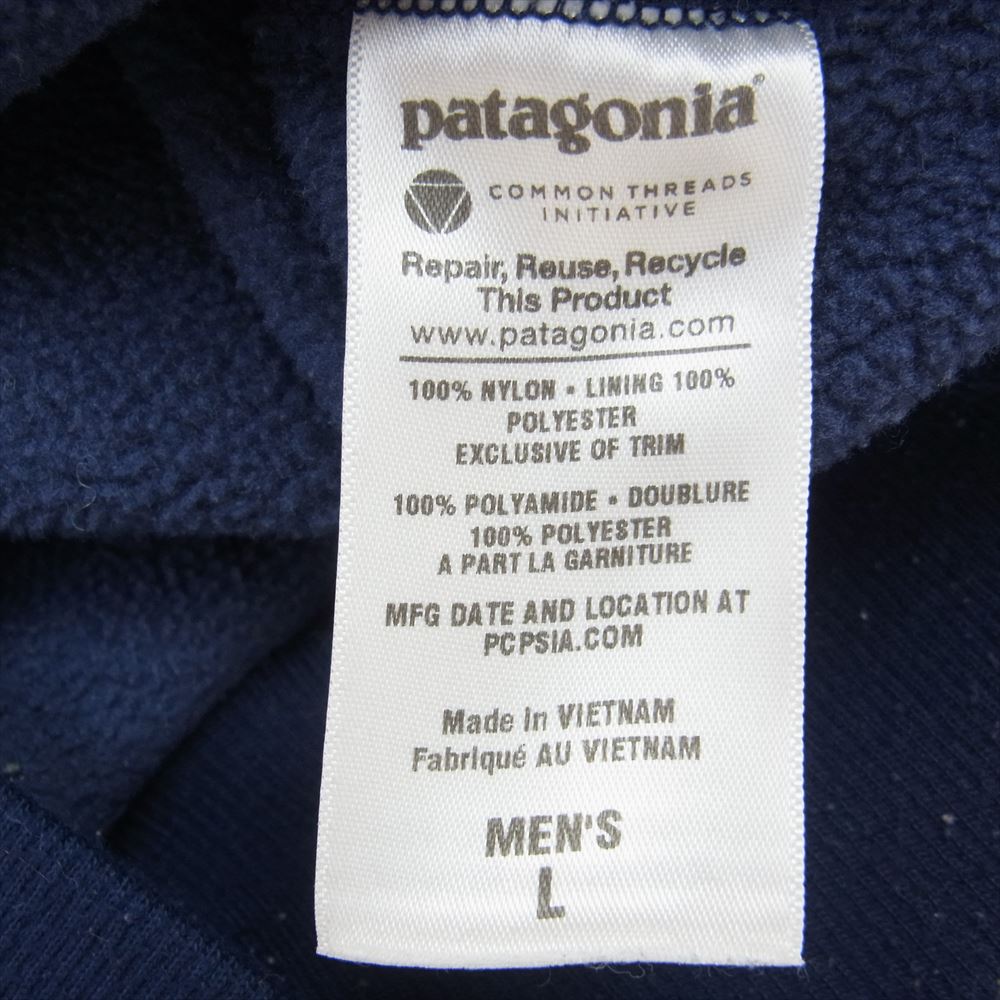 patagonia®
COMMON THREADS
INITIATIVE
Repair, Reuse, Recycle
This Product
www.patagonia.com
100% NYLON • LINING 100%
POLYESTER
EXCLUSIVE OF TRIM
100% POLYAMIDE • DOUBLURE
100% POLYESTER
A PART LA GARNITURE
MFG DATE AND LOCATION AT
PCPSIA.COM
Made in VIETNAM
Fabriqué AU VIETNAM
MEN'S
L